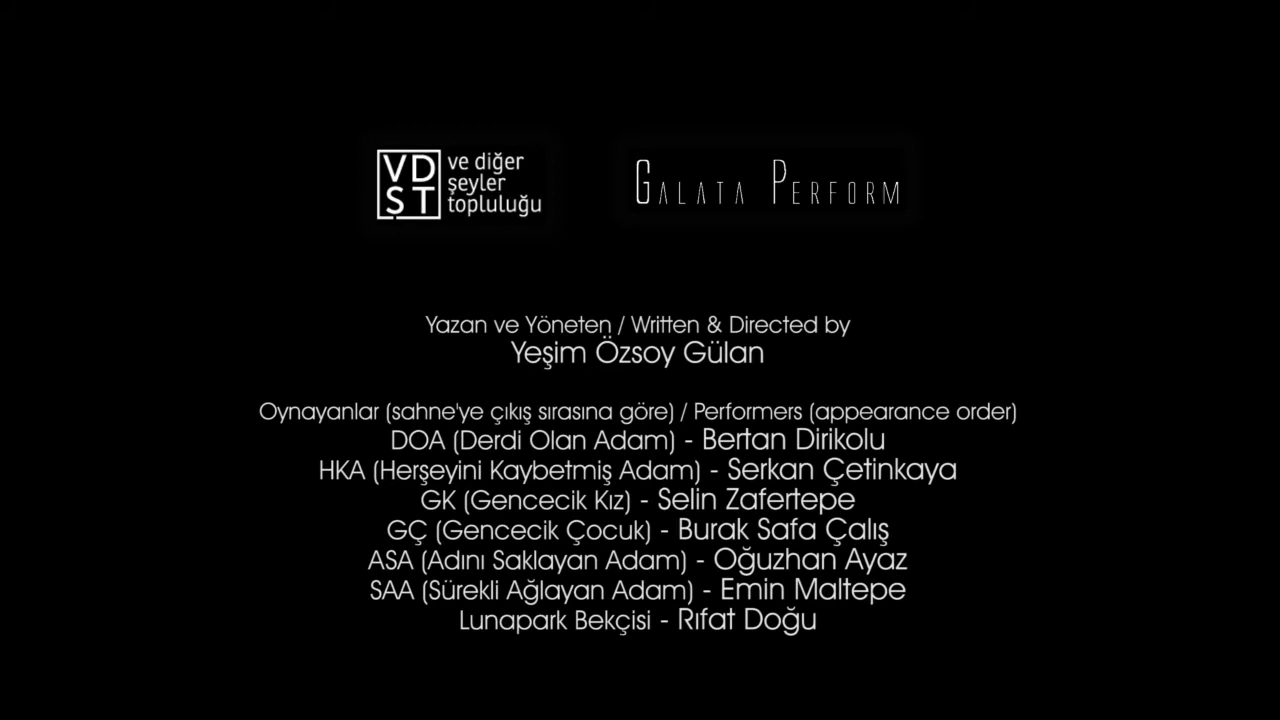 VD
ŞT
ve diğer
şeyler
topluluğu
GALATA PERFORM
Yazan ve Yöneten / Written & Directed by
Yeşim Özsoy Gülan
Oynayanlar (sahne'ye çıkış sırasına göre) / Performers (appearance order)
DOA (Derdi Olan Adam) - Bertan Dirikolu
HKA (Herşeyini Kaybetmiş Adam) - Serkan Çetinkaya
GK (Gencecik Kız) - Selin Zafertepe
GÇ (Gencecik Çocuk) - Burak Safa Çalış
ASA (Adını Saklayan Adam) - Oğuzhan Ayaz
SAA (Sürekli Ağlayan Adam) - Emin Maltepe
Lunapark Bekçisi - Rıfat Doğu